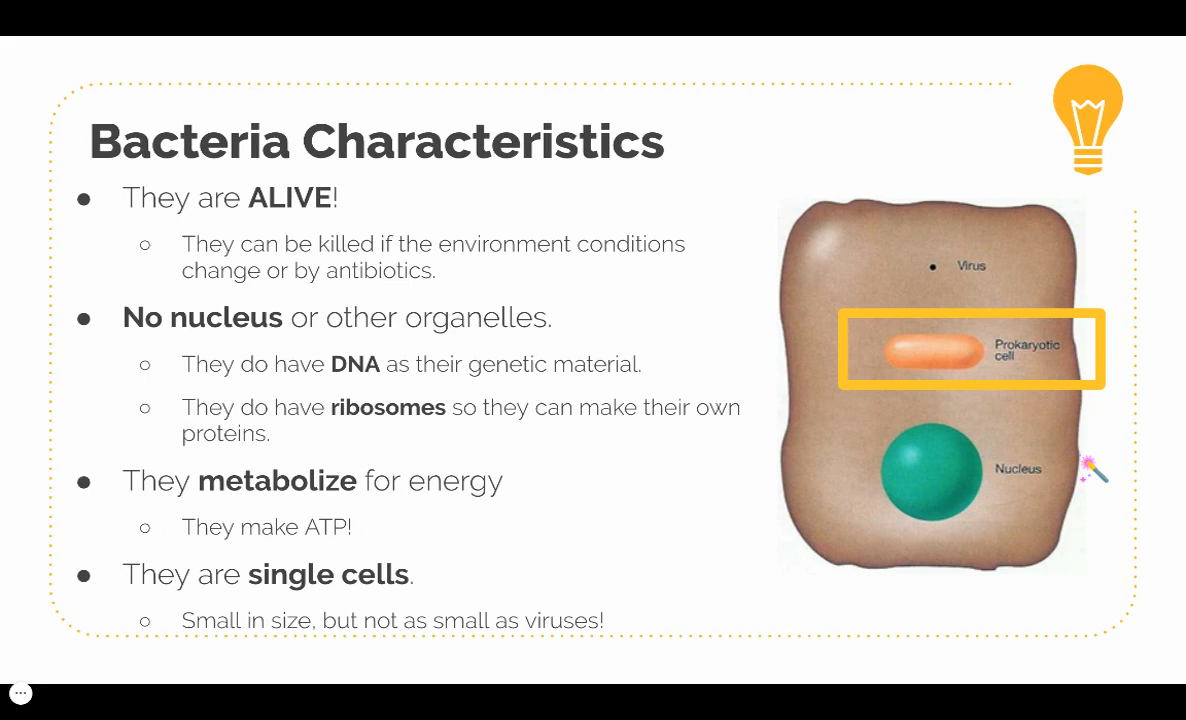 Bacteria Characteristics
● They are ALIVE!
○ They can be killed if the environment conditions
change or by antibiotics.
● No nucleus or other organelles.
○ They do have DNA as their genetic material.
○ They do have ribosomes so they can make their own
proteins.
● They metabolize for energy
○ They make ATP!
● They are single cells.
○ Small in size, but not as small as viruses!
Virus
Prokaryotic
cell
Nucleus